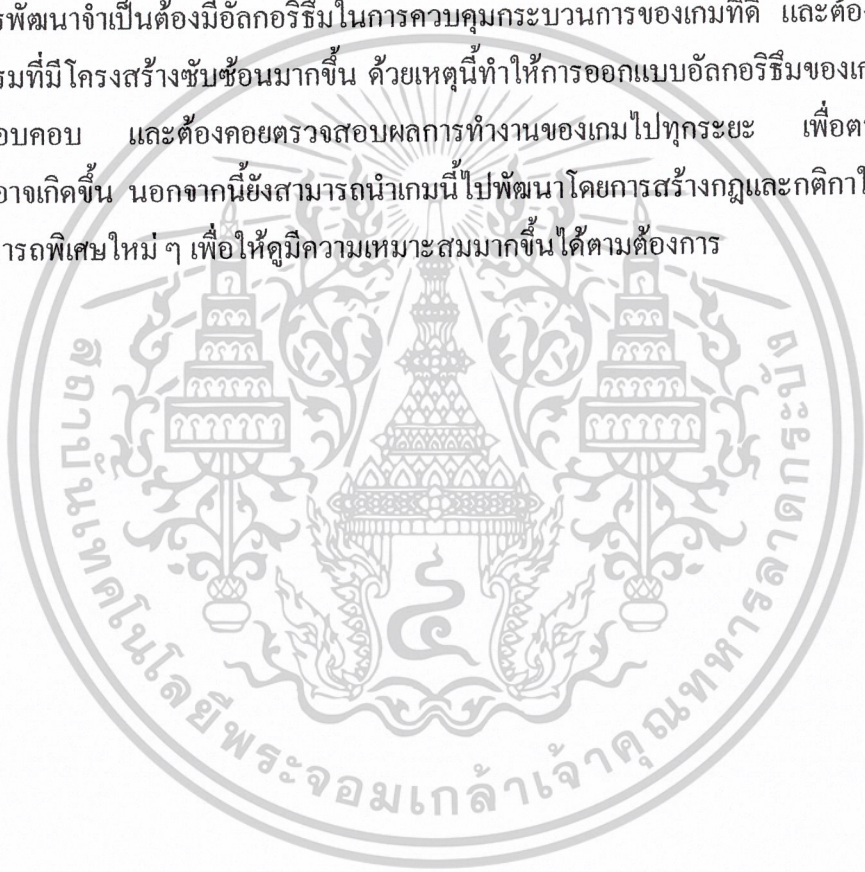 รพัฒนาจำเป็นต้องมีอัลกอริธึมในการควบคุมกระบวนการของเกมที่ดี และต้อง
รมที่มีโครงสร้างซับซ้อนมากขึ้น ด้วยเหตุนี้ทำให้การออกแบบอัลกอริธึมของเก
อบคอบ และต้องคอยตรวจสอบผลการทำงานของเกมไปทุกระยะ เพื่อต
อาจเกิดขึ้น นอกจากนี้ยังสามารถนำเกมนี้ไปพัฒนาโดยการสร้างกฎและกติกาใ
ารถพิเศษใหม่ ๆ เพื่อให้ดูมีความเหมาะสมมากขึ้นได้ตามต้องการ
สถาบันเทคโนโลยีพระจอมเกล้าเจ้าคุณทหารลาดกระบัง